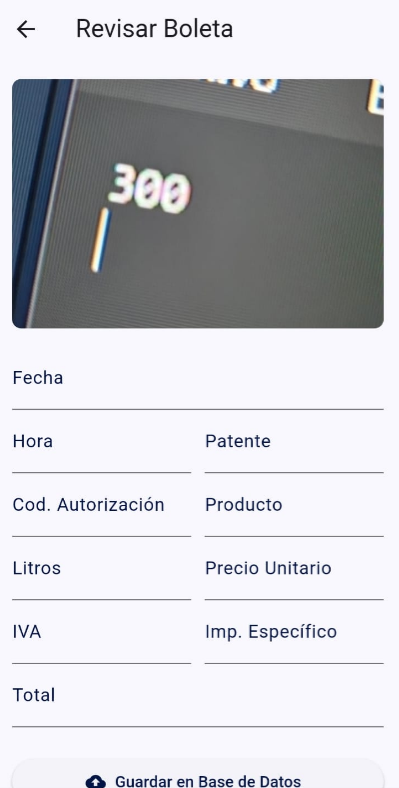 Revisar Boleta
300
Fecha
Hora Patente
Cod. Autorización Producto
Litros Precio Unitario
IVA Imp. Específico
Total
Guardar en Base de Datos